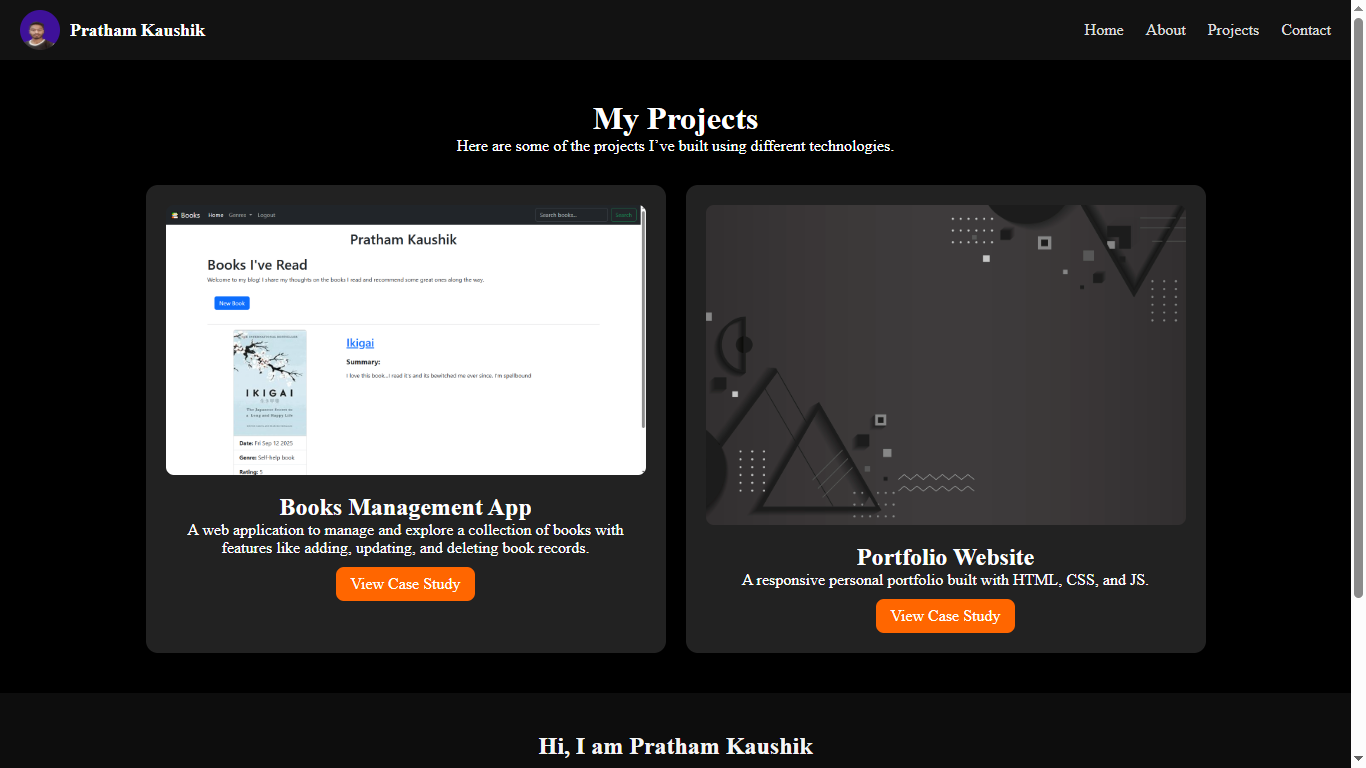 Pratham Kaushik
Home About Projects Contact
My Projects
Here are some of the projects I’ve built using different technologies.
Books Home Genres Logout Search books... Search
Pratham Kaushik
Books I've Read
Welcome to my blog! I share my thoughts on the books I read and recommend some great ones along the way.
New Book
IKIGAI
The Japanese Secret to
a Long and Happy Life
Ikigai
Summary:
I love this book...I read it's and its bewitched me ever since. I'm spellbound
Date: Fri Sep 12 2025
Genre: Self-help book
Rating: 5
Books Management App
A web application to manage and explore a collection of books with
features like adding, updating, and deleting book records.
View Case Study
Portfolio Website
A responsive personal portfolio built with HTML, CSS, and JS.
View Case Study
Hi, I am Pratham Kaushik